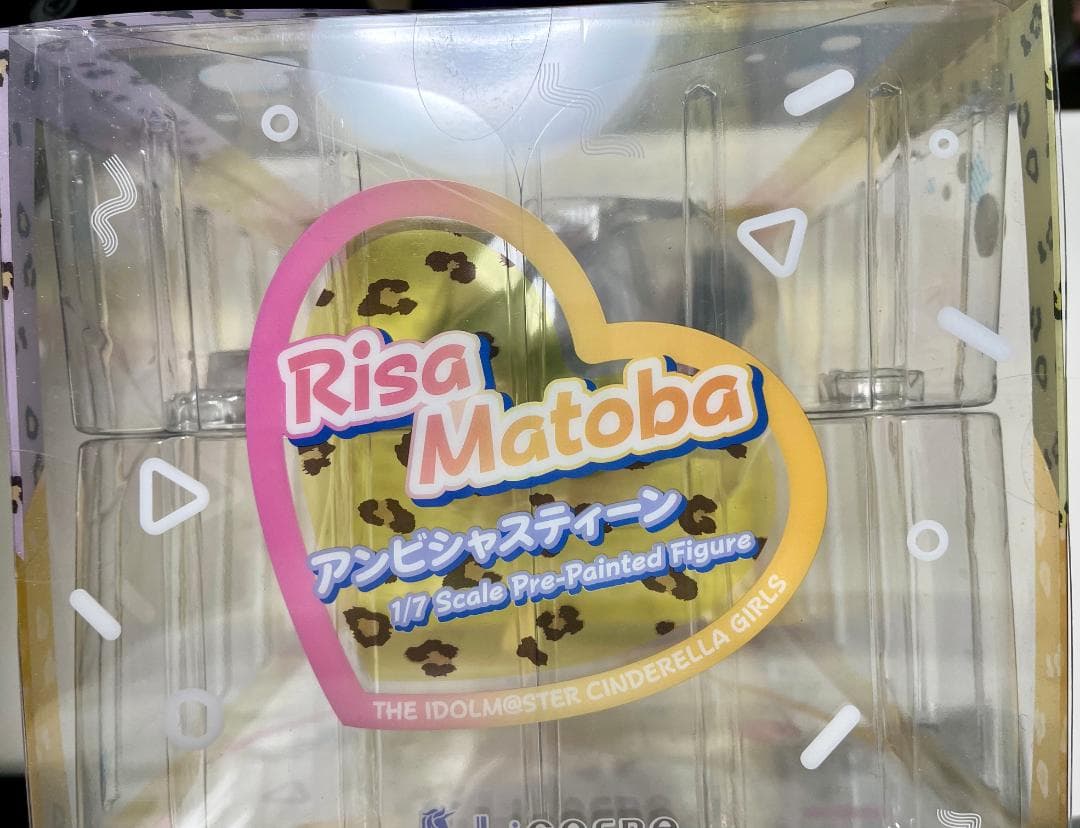 Risa
Matoba
アンビシャスティーン
1/7 Scale Pre-Painted Figure
THE IDOLM@STER CINDERELLA GIRLS